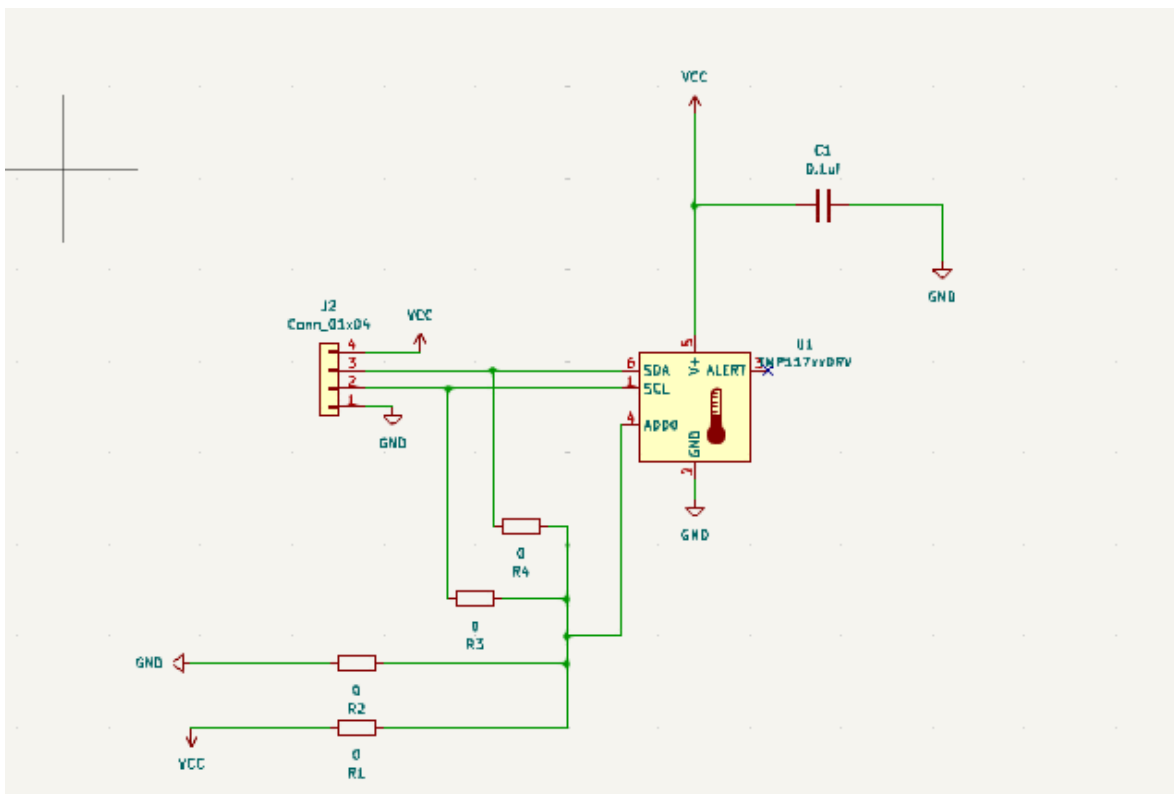 VCC
C1
0.1uf
GND
J2
Conn_01x04
VCC
4
3
2
1
GND
5
U1
6
SDA
V+
ALERT
3
1
SCL
4
ADD0
GND
2
GND
0
R4
0
R3
GND
0
R2
VCC
0
R1